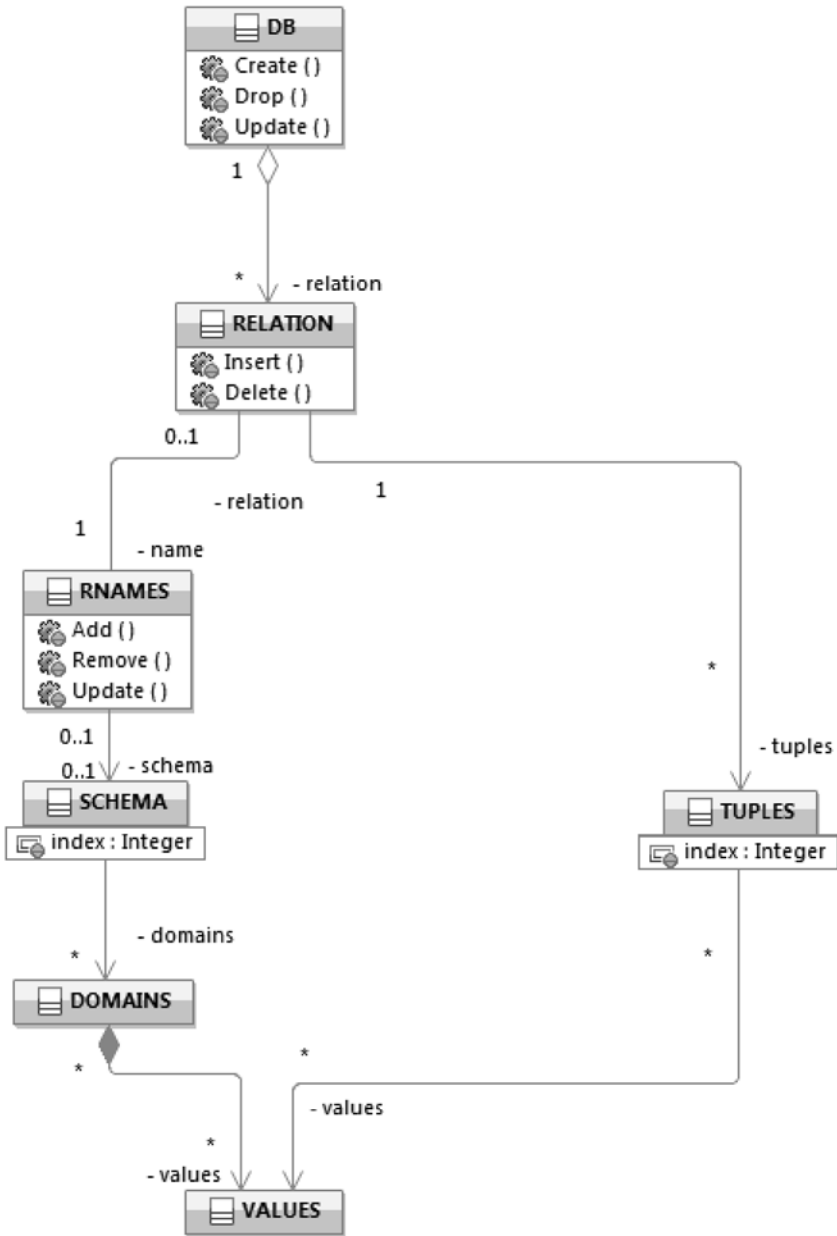 DB
Create ( )
Drop ( )
Update ( )
1
* - relation
RELATION
Insert ( )
Delete ( )
0..1
1
- relation
1
- name
RNAMES
Add ( )
Remove ( )
Update ( )
*
0..1
- tuples
0..1 - schema
SCHEMA
TUPLES
index : Integer
index : Integer
- domains
*
*
DOMAINS
*
*
- values
*
- values
VALUES